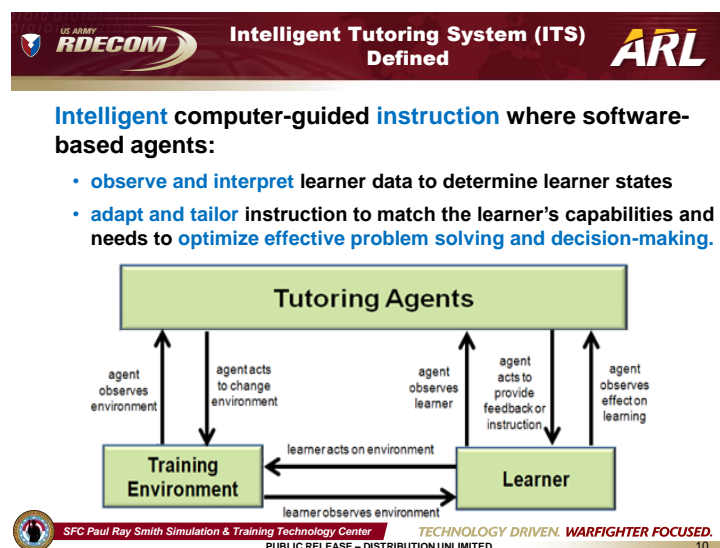 US ARMY
RDECOM
Intelligent Tutoring System (ITS)
Defined
ARL
Intelligent computer-guided instruction where software-
based agents:
• observe and interpret learner data to determine learner states
• adapt and tailor instruction to match the learner's capabilities and
needs to optimize effective problem solving and decision-making.
Tutoring Agents
agent
observes
environment
agent acts
to change
environment
agent
observes
learner
agent
acts to
provide
feedback or
instruction
agent
observes
effect on
learning
learner acts on environment
Training
Environment
Learner
learner observes environment
SFC Paul Ray Smith Simulation & Training Technology Center
TECHNOLOGY DRIVEN. WARFIGHTER FOCUSED.
PUBLIC RELEASE – DISTRIBUTION UNLIMITED
10